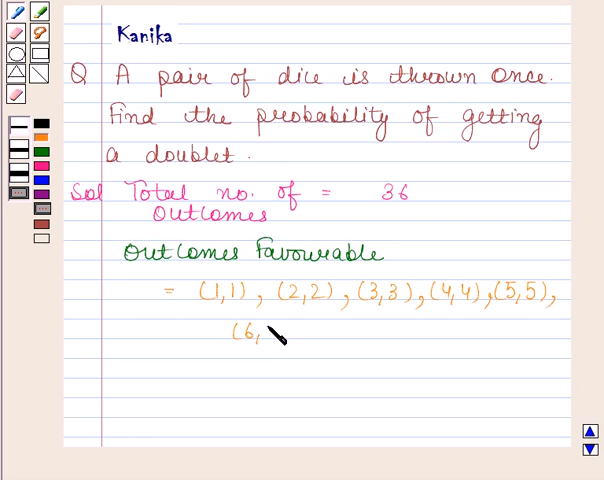 Kanika
Q A pair of dice is thrown once.
Find the probability of getting
a doublet.
Sol Total no. of = 36
Outcomes
Outcomes Favourable
= (1,1), (2,2), (3,3), (4,4), (5,5),
(6,